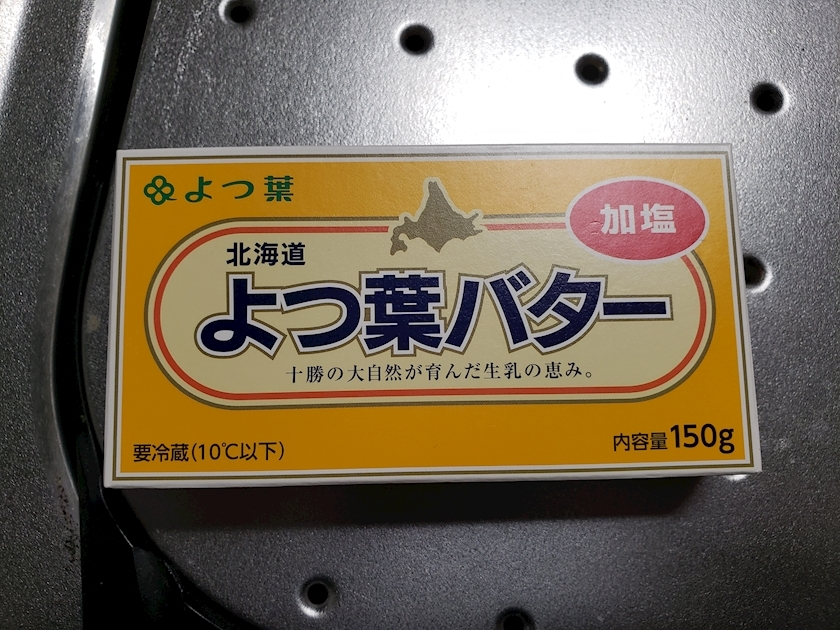 よつ葉
加塩
北海道
よつ葉バター
十勝の大自然が育んだ生乳の恵み。
要冷蔵(10℃以下)
内容量150g